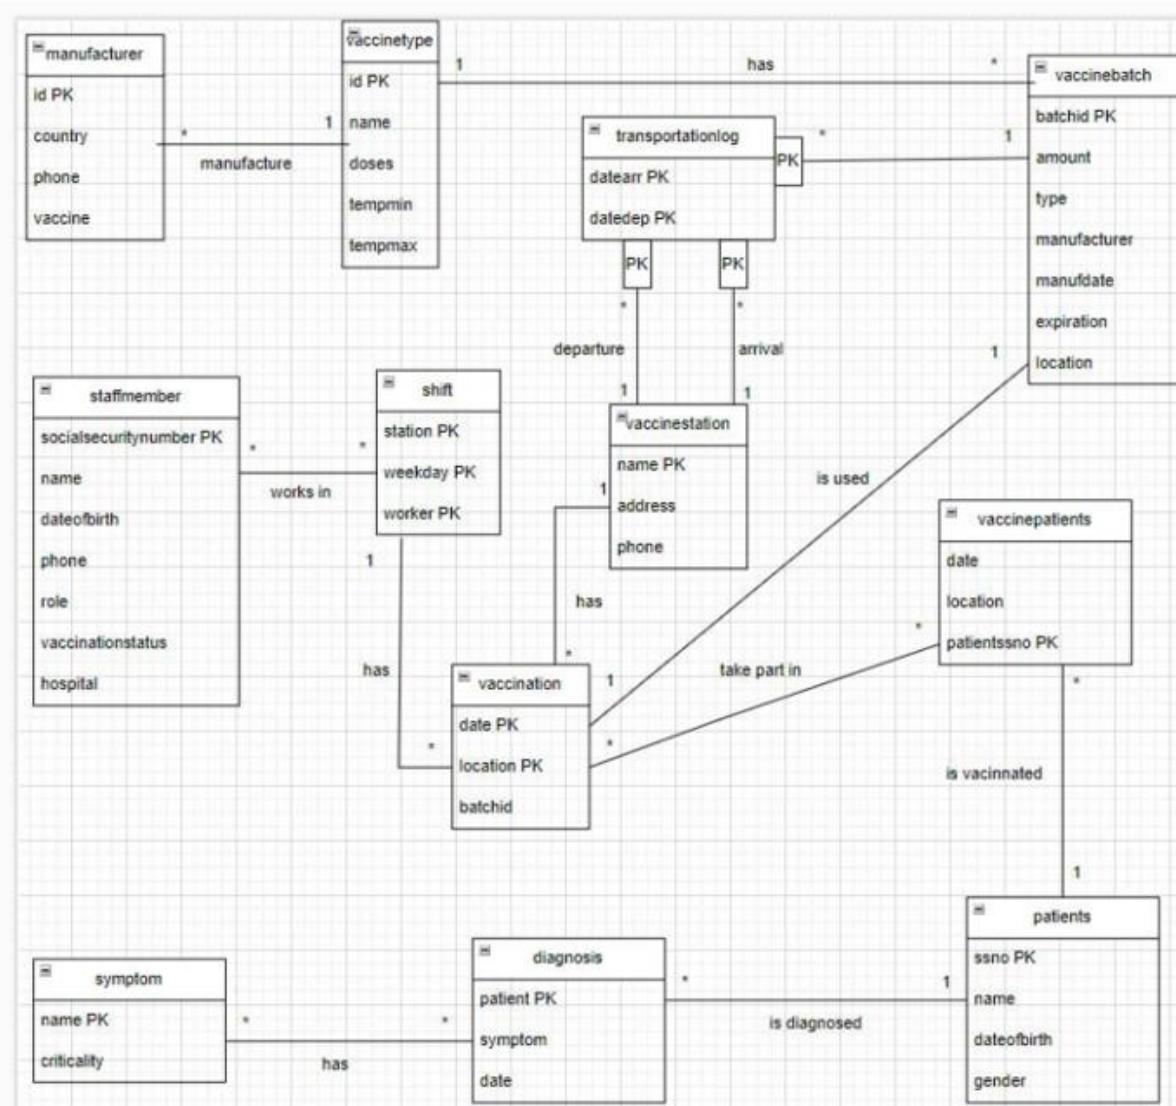 manufacturer
id PK
country
phone
vaccine
*
1
manufacture
vaccinetype
id PK
name
doses
tempmin
tempmax
1
has
*
vaccinebatch
batchid PK
amount
type
manufacturer
manufdate
expiration
location
transportationlog
datearr PK
datedep PK
PK
*
1
PK
PK
*
*
departure
arrival
1
1
1
staffmember
socialsecuritynumber PK
name
dateofbirth
phone
role
vaccinationstatus
hospital
*
*
works in
shift
station PK
weekday PK
worker PK
1
has
*
vaccinestation
name PK
address
phone
1
has
*
is used
1
vaccinepatients
date
location
patientssno PK
*
take part in
*
vaccination
date PK
location PK
batchid
*
is vacinnated
1
symptom
name PK
criticality
*
*
has
diagnosis
patient PK
symptom
date
*
1
is diagnosed
patients
ssno PK
name
dateofbirth
gender